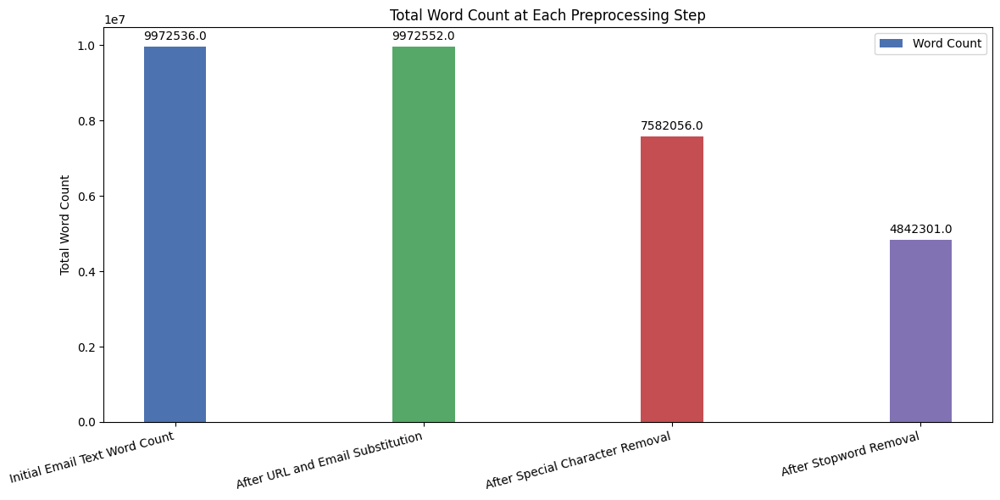 Total Word Count at Each Preprocessing Step
1e7
9972536.0
9972552.0
7582056.0
4842301.0
Word Count
1.0
0.8
0.6
0.4
0.2
0.0
Total Word Count
Initial Email Text Word Count
After URL and Email Substitution
After Special Character Removal
After Stopword Removal